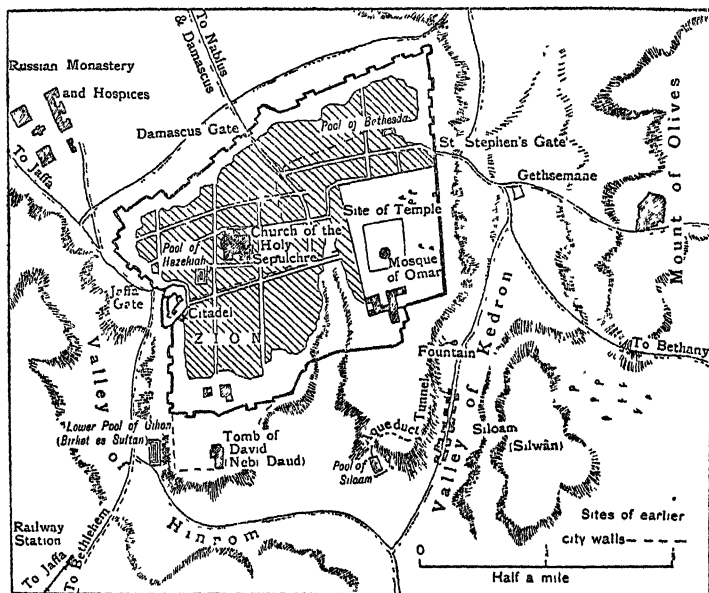 To Nablus
& Damascus
Russian Monastery
and Hospices
Damascus Gate
Pool of Bethesda
St Stephen's Gate
To Jaffa
Gethsemane
Mount of Olives
Site of Temple
Church of the
Holy
Sepulchre
Pool of
Hezekiah
Mosque
of Omar
Jaffa
Gate
Citadel
ZION
To Bethany
Fountain
Valley of Kedron
Valley
of
Hinrom
Tunnel
Aqueduct
Siloam
(Silwân)
Lower Pool of Gihon
(Birket es Sultan)
Tomb of
David
(Nebi Daud)
Pool of
Siloam
Sites of earlier
city walls
Railway
Station
To Jaffa
To Bethlehem
0
Half a mile